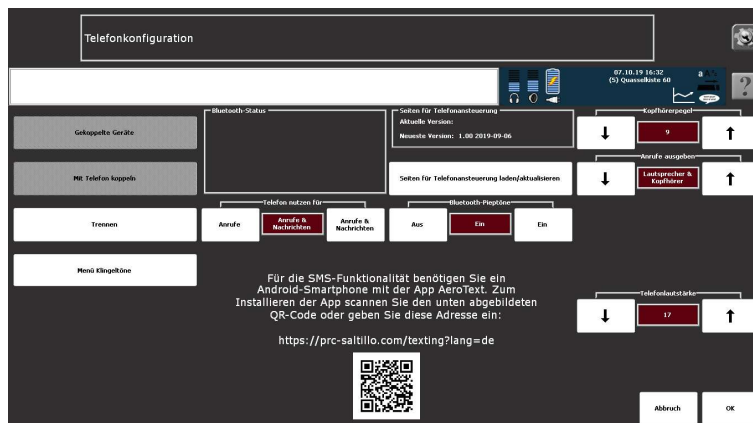 Telefonkonfiguration
07.10.19 16:32
(5) Quasselkiste 60
?
Bluetooth-Status
Seiten für Telefonansteuerung
Aktuelle Version:
Neueste Version: 1.00 2019-09-06
Kopfhörerpegel
Gekoppelte Geräte
↓ 9 ↑
Anrufe ausgeben
Mit Telefon koppeln
Seiten für Telefonansteuerung laden/aktualisieren
↓ Lautsprecher &
Kopfhörer ↑
Telefon nutzen für
Bluetooth-Pieptöne
Trennen
Anrufe
Anrufe &
Nachrichten
Anrufe &
Nachrichten
Aus
Ein
Ein
Menü Klingeltöne
Für die SMS-Funktionalität benötigen Sie ein
Android-Smartphone mit der App AeroText. Zum
Installieren der App scannen Sie den unten abgebildeten
QR-Code oder geben Sie diese Adresse ein:
https://prc-saltillo.com/texting?lang=de
Telefonlautstärke
↓ 17 ↑
Abbruch
OK